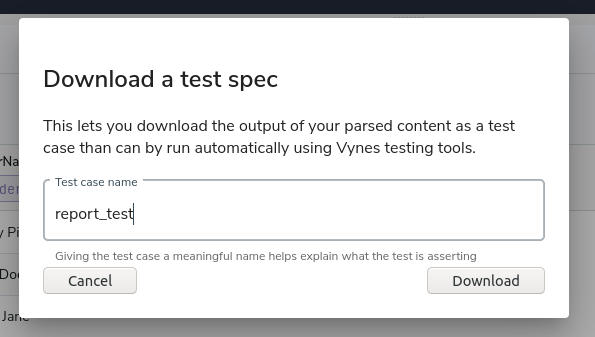 Download a test spec
This lets you download the output of your parsed content as a test
case than can by run automatically using Vynes testing tools.
Test case name
report_test
Giving the test case a meaningful name helps explain what the test is asserting
Cancel
Download
rNa
der
y Pi
Doc
Jane